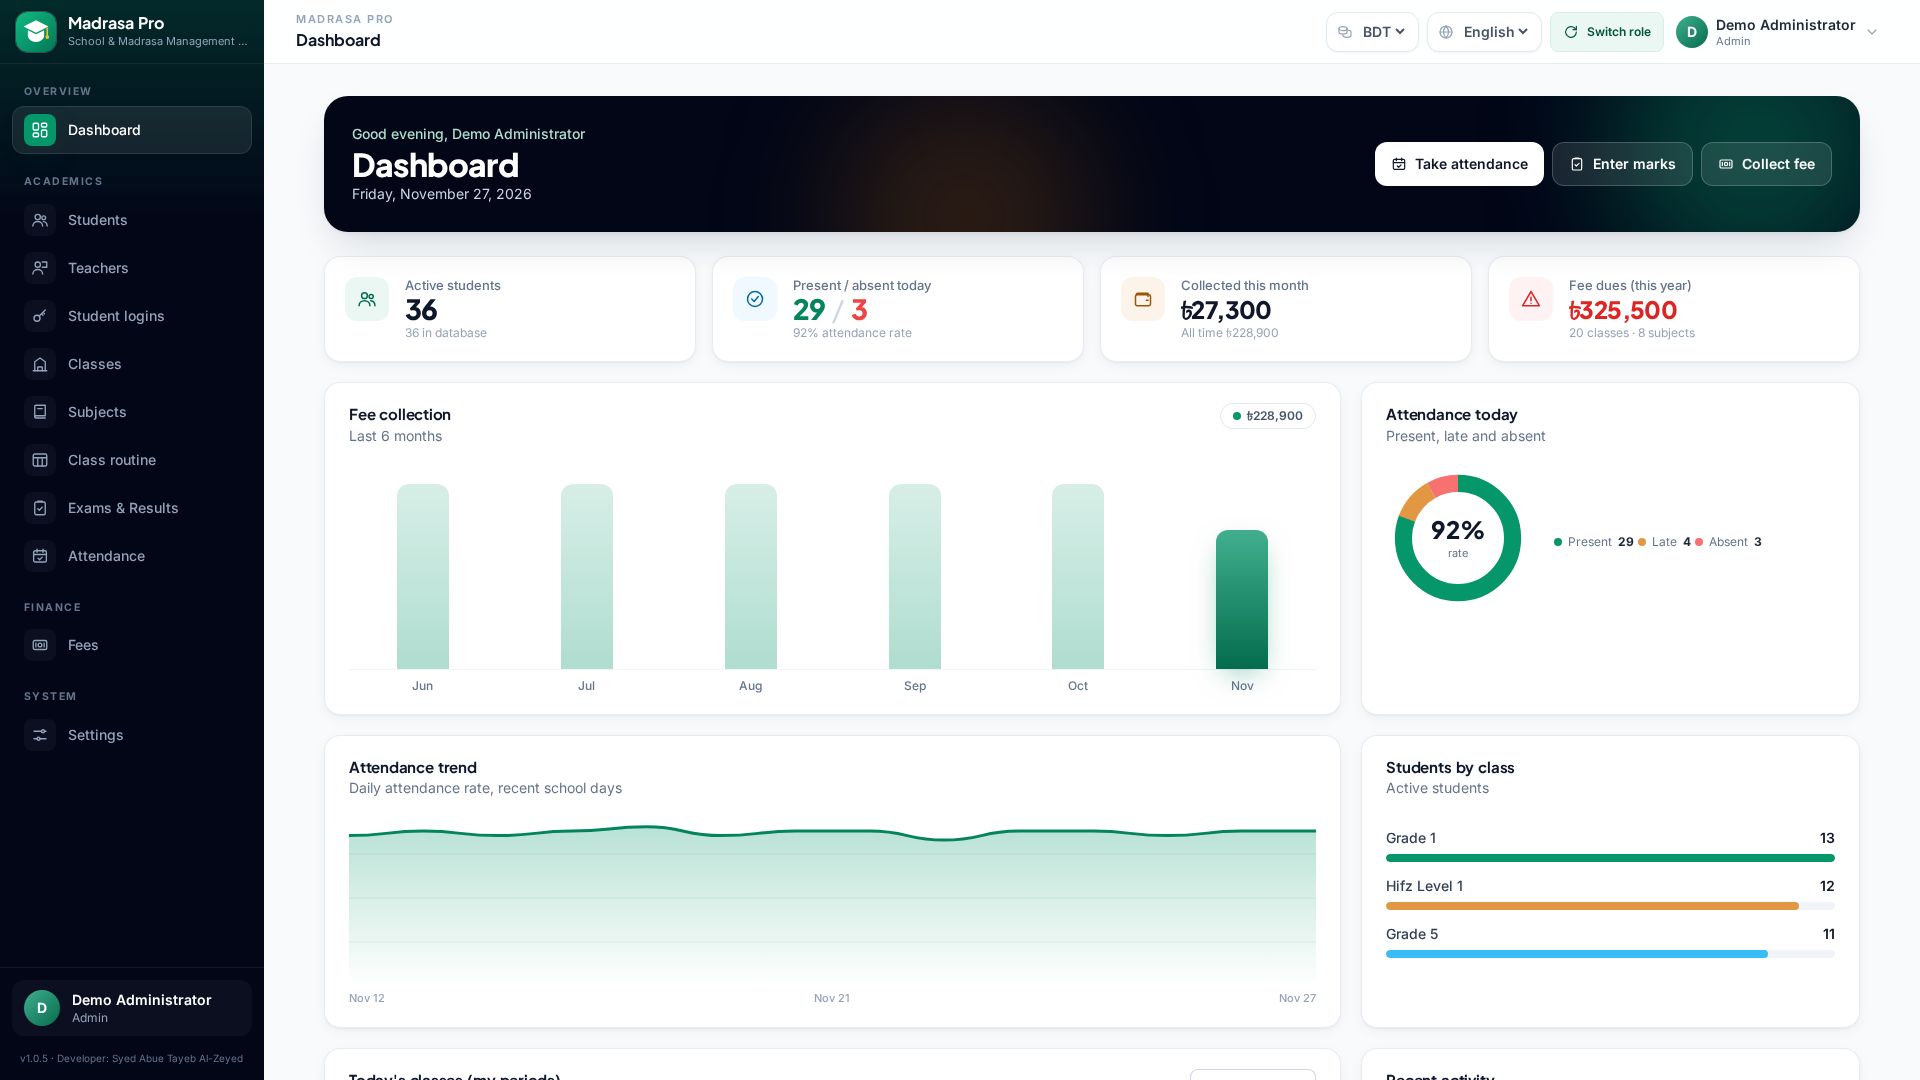 Madrasa Pro
School & Madrasa Management ...
OVERVIEW
Dashboard
ACADEMICS
Students
Teachers
Student logins
Classes
Subjects
Class routine
Exams & Results
Attendance
FINANCE
Fees
SYSTEM
Settings
D
Demo Administrator
Admin
v1.0.5 · Developer: Syed Abue Tayeb Al-Zeyed
MADRASA PRO
Dashboard
BDT
English
Switch role
D
Demo Administrator
Admin
Good evening, Demo Administrator
Dashboard
Friday, November 27, 2026
Take attendance
Enter marks
Collect fee
Active students
36
36 in database
Present / absent today
29 / 3
92% attendance rate
Collected this month
৳27,300
All time ৳228,900
Fee dues (this year)
৳325,500
20 classes · 8 subjects
Fee collection
Last 6 months
৳228,900
Jun Jul Aug Sep Oct Nov
Attendance today
Present, late and absent
92%
rate
Present 29 Late 4 Absent 3
Attendance trend
Daily attendance rate, recent school days
Nov 12 Nov 21 Nov 27
Students by class
Active students
Grade 1 13
Hifz Level 1 12
Grade 5 11
Today's classes (my periods)
Recent activity